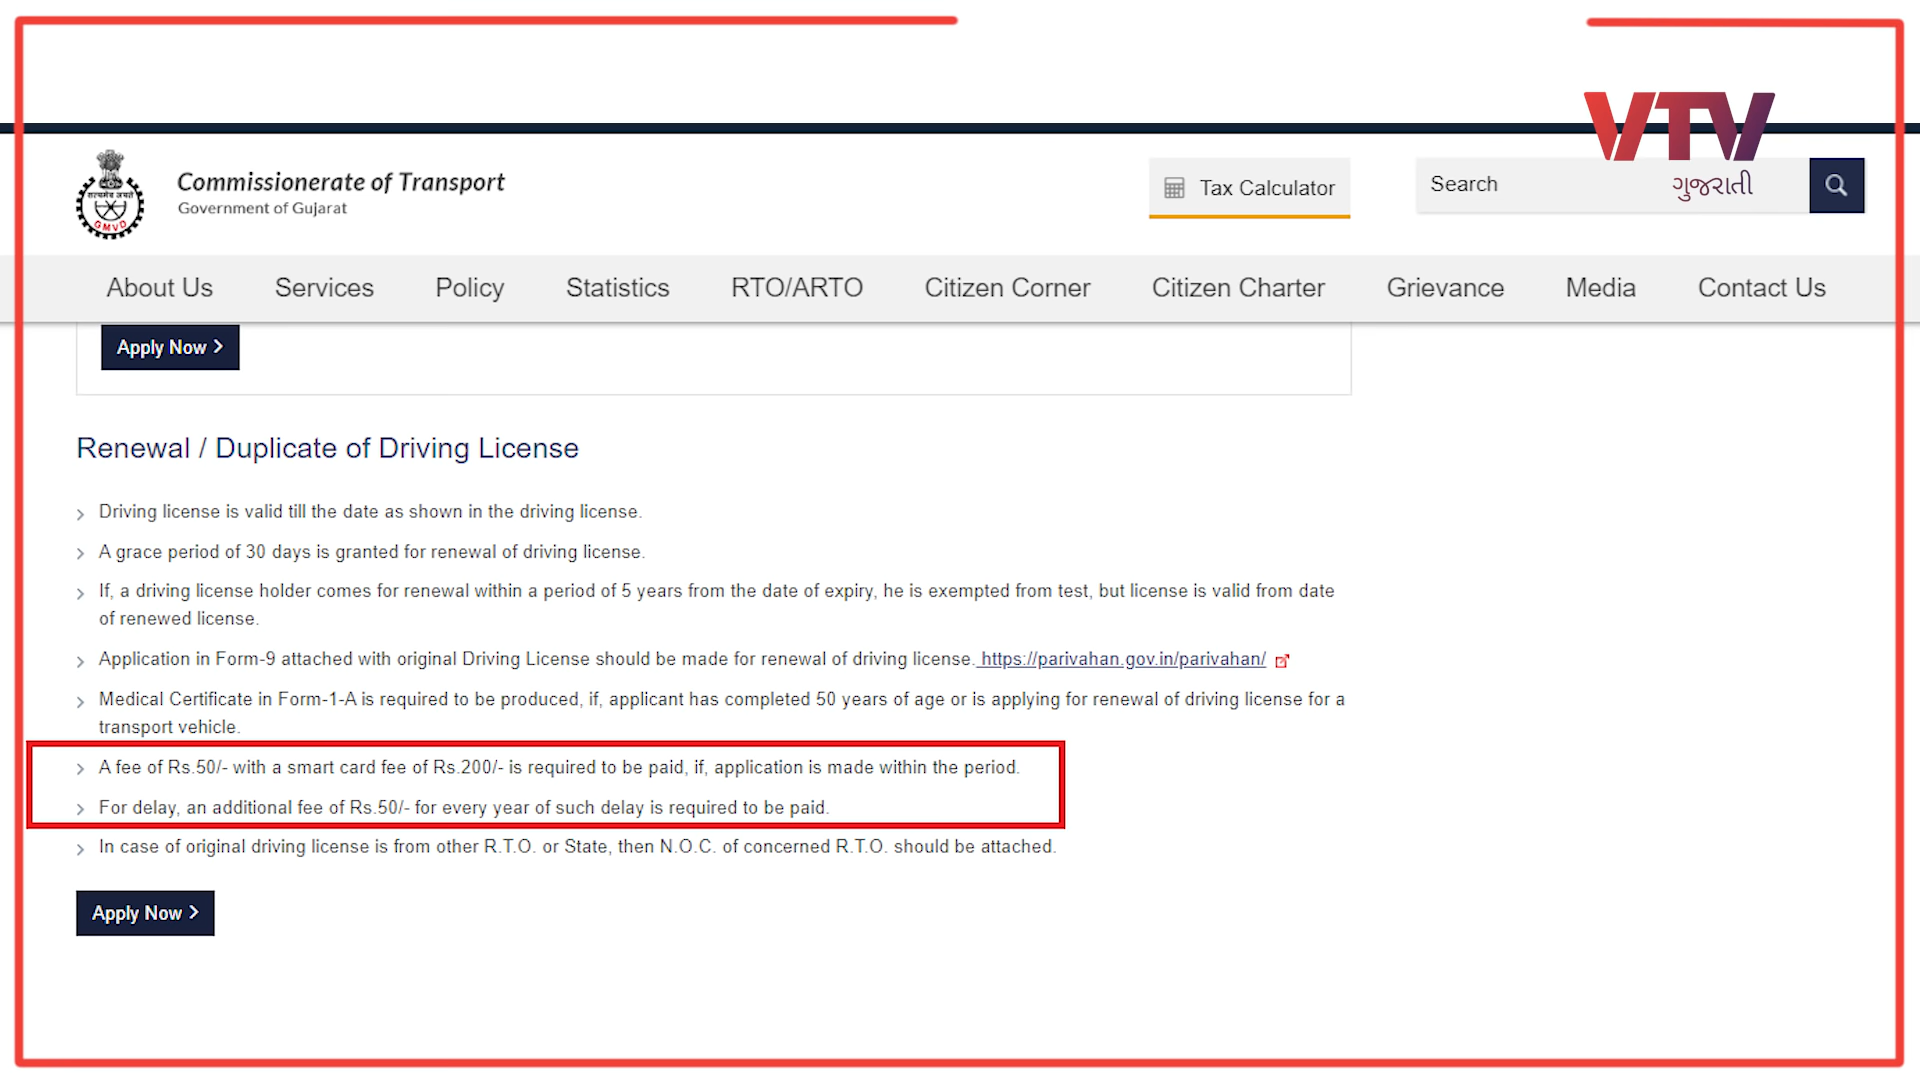 VTV
ગુજરાતી
सत्यमेव जयते
GMVD
Commissionerate of Transport
Government of Gujarat
Tax Calculator
Search
About Us
Services
Policy
Statistics
RTO/ARTO
Citizen Corner
Citizen Charter
Grievance
Media
Contact Us
Apply Now
Renewal / Duplicate of Driving License
Driving license is valid till the date as shown in the driving license.
A grace period of 30 days is granted for renewal of driving license.
If, a driving license holder comes for renewal within a period of 5 years from the date of expiry, he is exempted from test, but license is valid from date
of renewed license.
Application in Form-9 attached with original Driving License should be made for renewal of driving license. https://parivahan.gov.in/parivahan/
Medical Certificate in Form-1-A is required to be produced, if, applicant has completed 50 years of age or is applying for renewal of driving license for a
transport vehicle.
A fee of Rs.50/- with a smart card fee of Rs.200/- is required to be paid, if, application is made within the period.
For delay, an additional fee of Rs.50/- for every year of such delay is required to be paid.
In case of original driving license is from other R.T.O. or State, then N.O.C. of concerned R.T.O. should be attached.
Apply Now